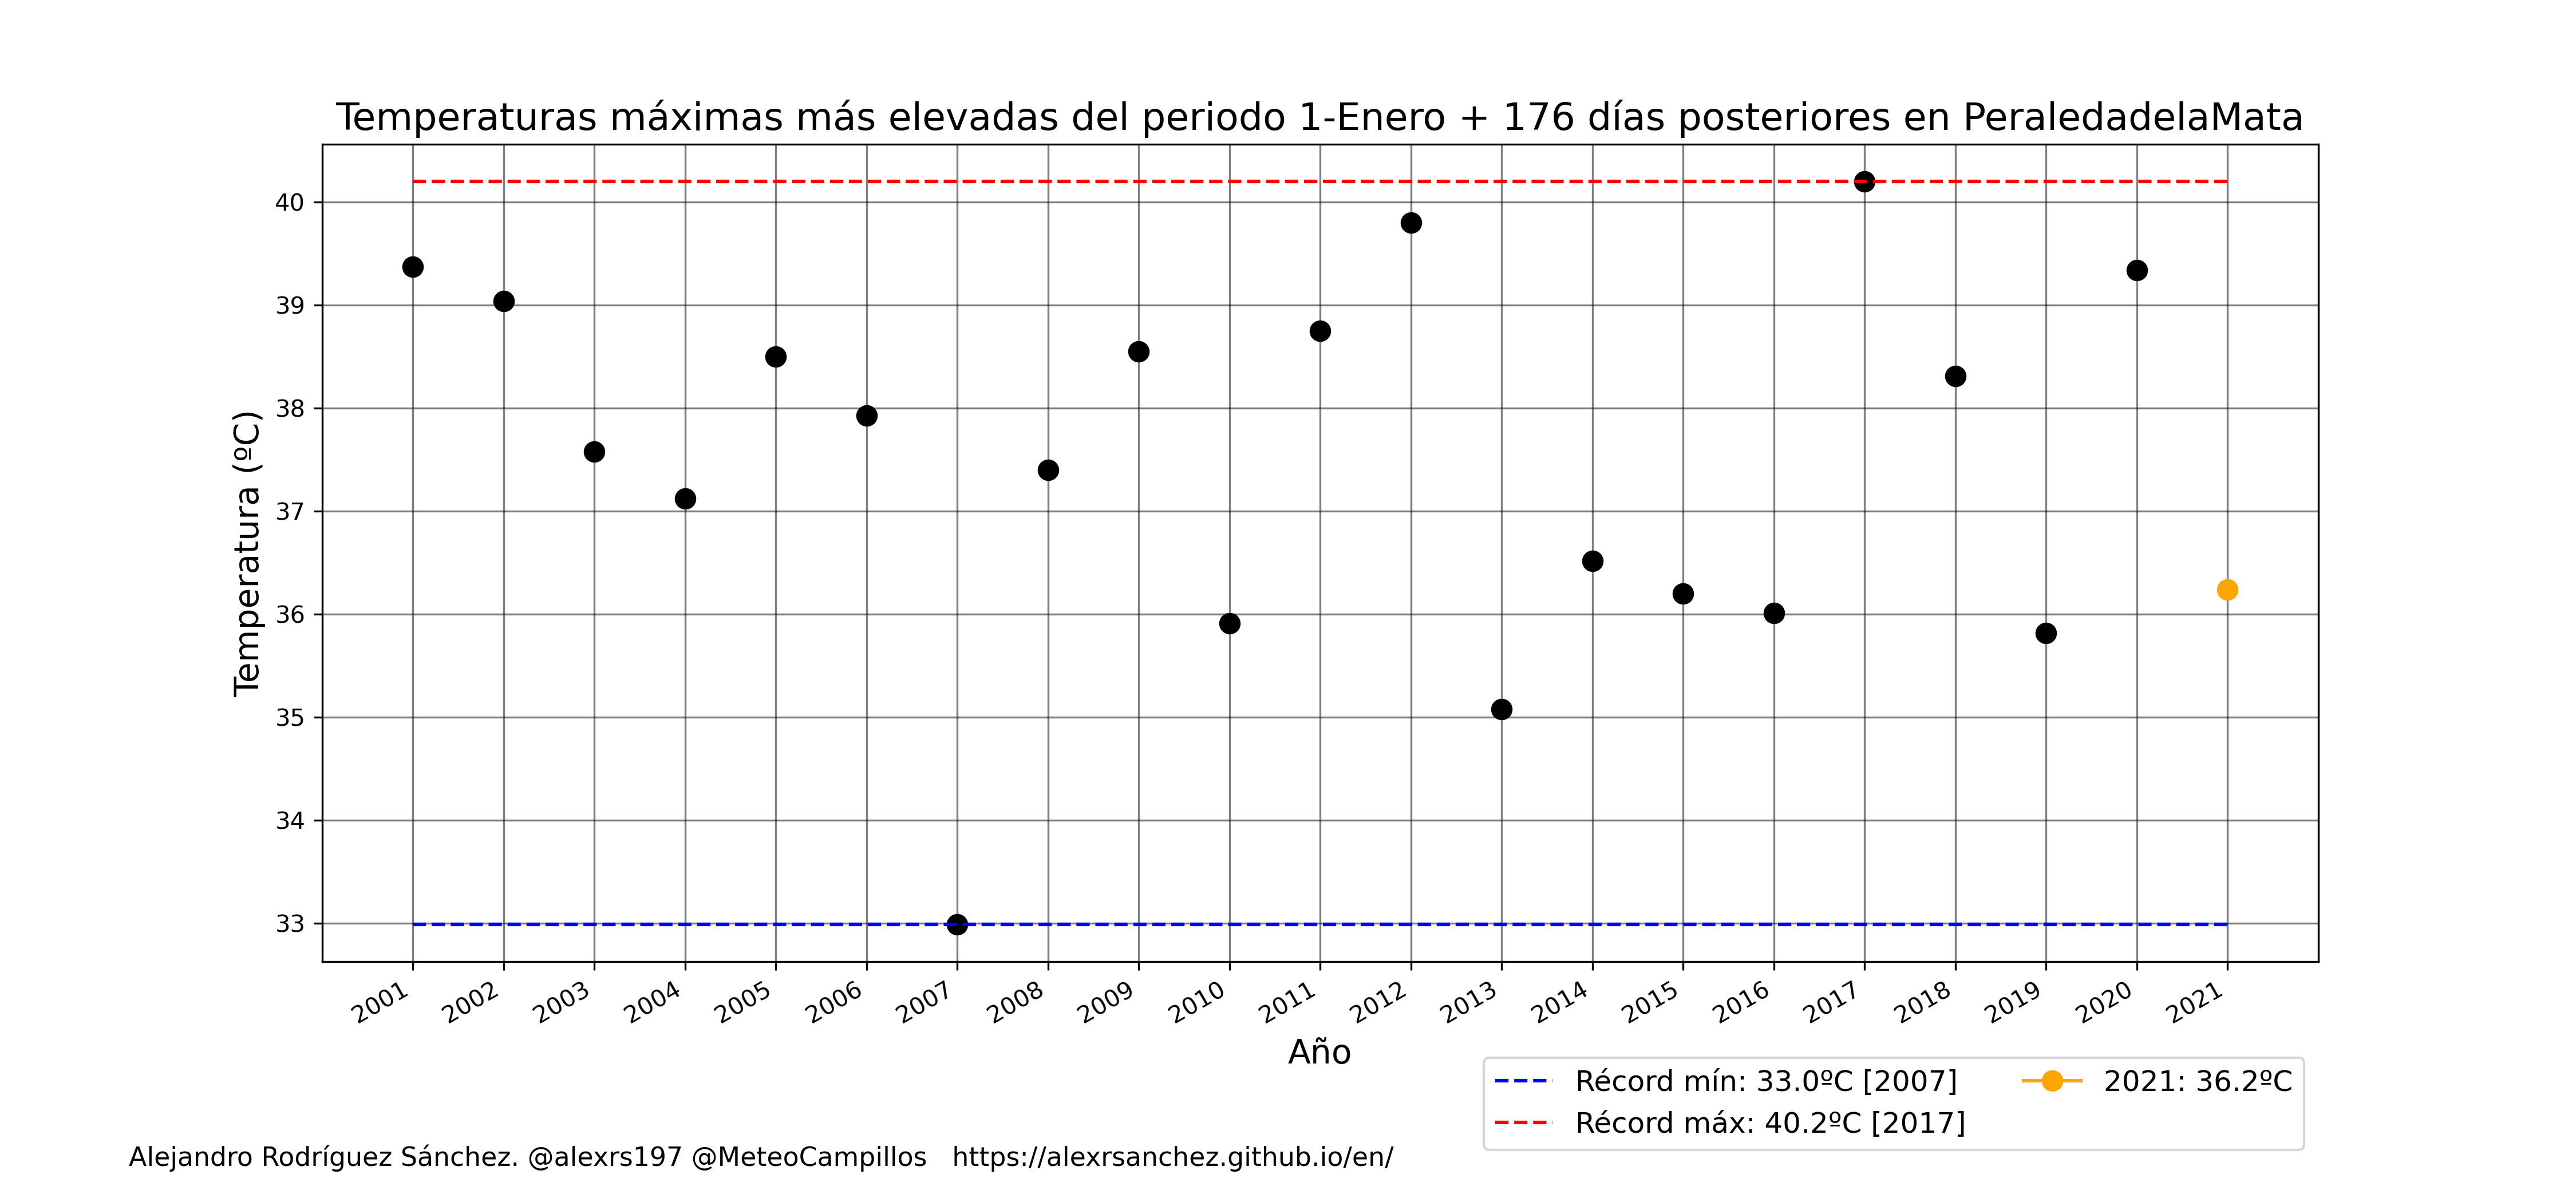 Temperaturas máximas más elevadas del periodo 1-Enero + 176 días posteriores en PeraledadelaMata
Temperatura (ºC)
40
39
38
37
36
35
34
33
2001 2002 2003 2004 2005 2006 2007 2008 2009 2010 2011 2012 2013 2014 2015 2016 2017 2018 2019 2020 2021
Año
Récord mín: 33.0ºC [2007]
Récord máx: 40.2ºC [2017]
2021: 36.2ºC
Alejandro Rodríguez Sánchez. @alexrs197 @MeteoCampillos https://alexrsanchez.github.io/en/